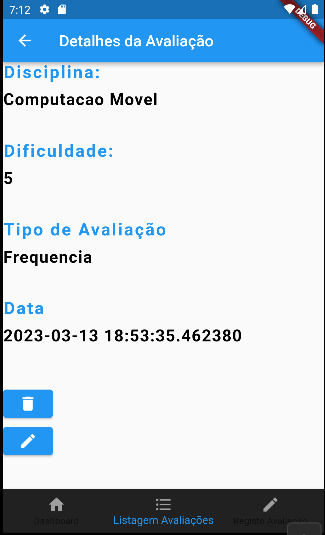 7:12
DEBUG
Detalhes da Avaliação
Disciplina:
Computacao Movel
Dificuldade:
5
Tipo de Avaliação
Frequencia
Data
2023-03-13 18:53:35.462380
Dashboard
Listagem Avaliações
Registo Avaliação